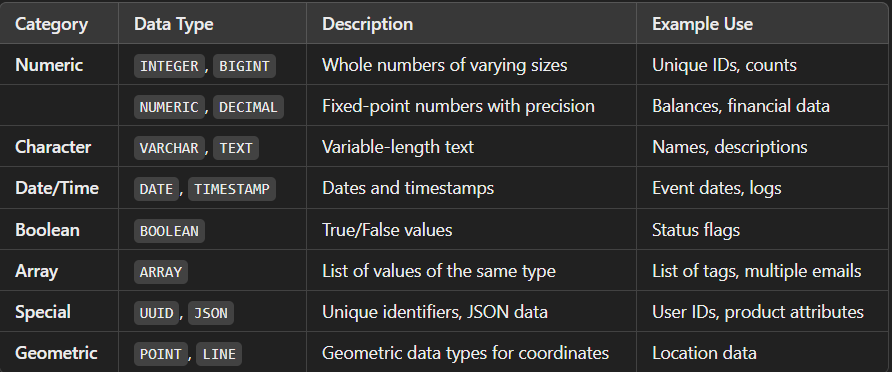 Category Data Type Description Example Use
Numeric INTEGER, BIGINT Whole numbers of varying sizes Unique IDs, counts
NUMERIC, DECIMAL Fixed-point numbers with precision Balances, financial data
Character VARCHAR, TEXT Variable-length text Names, descriptions
Date/Time DATE, TIMESTAMP Dates and timestamps Event dates, logs
Boolean BOOLEAN True/False values Status flags
Array ARRAY List of values of the same type List of tags, multiple emails
Special UUID, JSON Unique identifiers, JSON data User IDs, product attributes
Geometric POINT, LINE Geometric data types for coordinates Location data